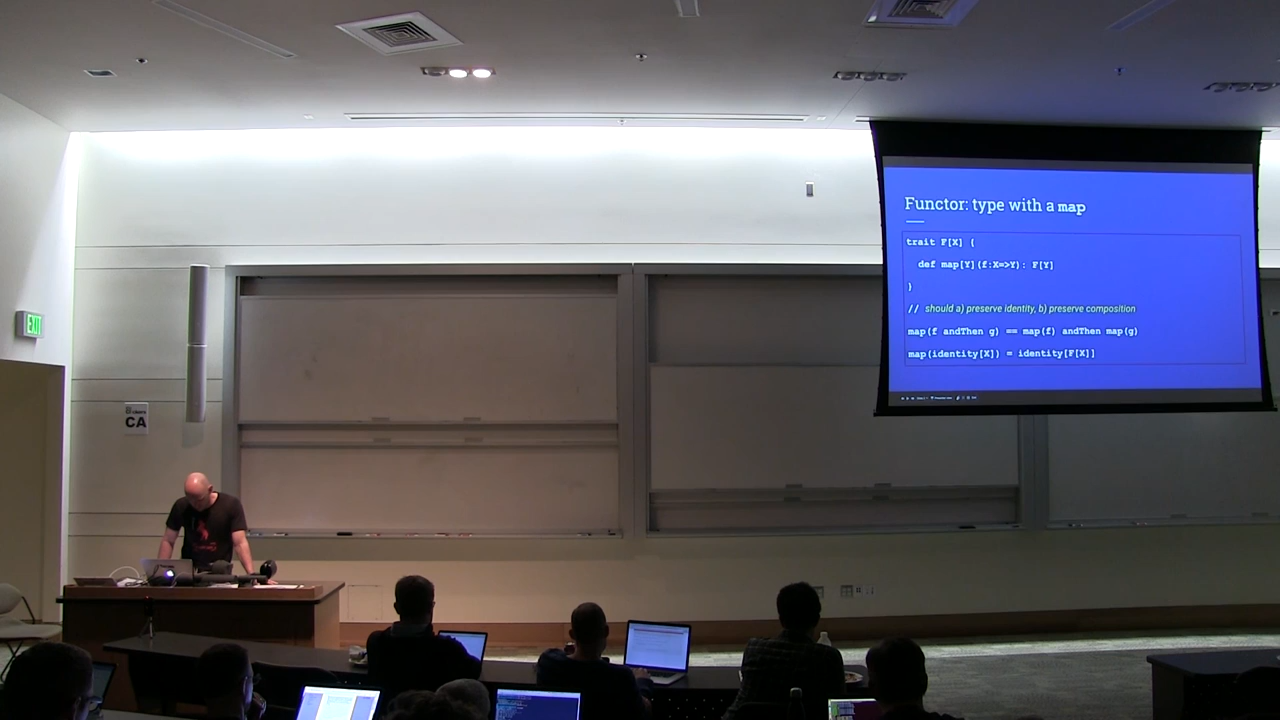 Functor: type with a map
trait F[X] {
def map[Y](f:X=>Y): F[Y]
}
// should a) preserve identity, b) preserve composition
map(f andThen g) == map(f) andThen map(g)
map(identity[X]) = identity[F[X]]
EXIT
CA